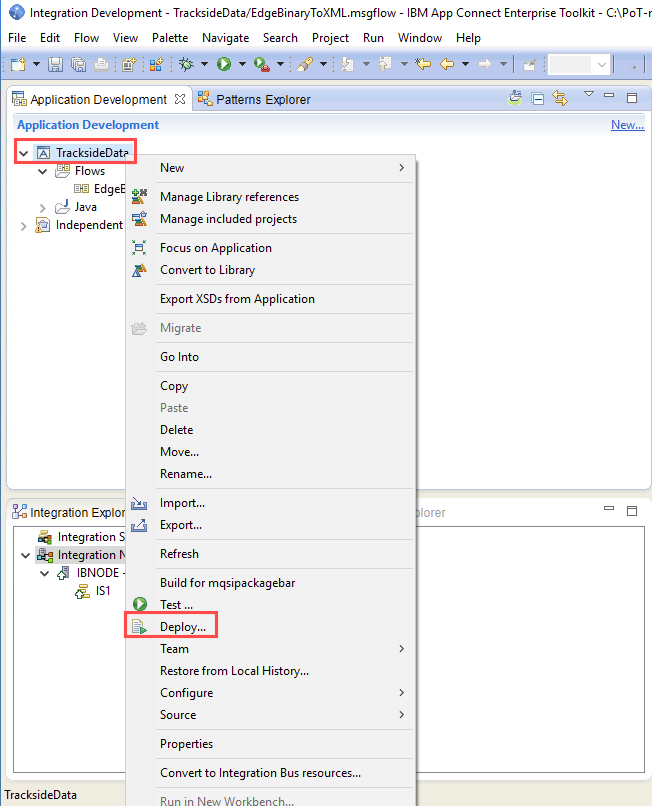 Integration Development - TracksideData/EdgeBinaryToXML.msgflow - IBM App Connect Enterprise Toolkit - C:\PoT-
File Edit Flow View Palette Navigate Search Project Run Window Help
Application Development Patterns Explorer
Application Development New...
TracksideData
Flows
EdgeB
Java
Independent
New
Manage Library references
Manage included projects
Focus on Application
Convert to Library
Export XSDs from Application
Migrate
Go Into
Copy
Paste
Delete
Move...
Rename...
Import...
Export...
Refresh
Build for mqsipackagebar
Test ...
Deploy...
Team
Restore from Local History...
Configure
Source
Properties
Convert to Integration Bus resources...
Run in New Workbench...
Integration Explor plorer
Integration S
Integration N
IBNODE -
IS1
TracksideData